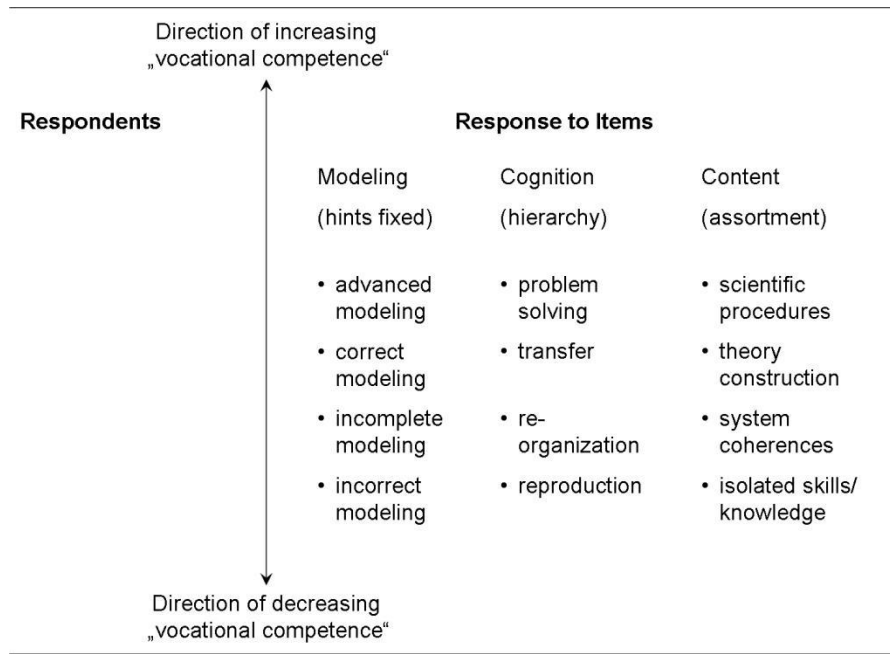 Direction of increasing
„vocational competence“
Respondents
Response to Items
Modeling
(hints fixed)
• advanced
modeling
• correct
modeling
• incomplete
modeling
• incorrect
modeling
Cognition
(hierarchy)
• problem
solving
• transfer
• re-
organization
• reproduction
Content
(assortment)
• scientific
procedures
• theory
construction
• system
coherences
• isolated skills/
knowledge
Direction of decreasing
„vocational competence“